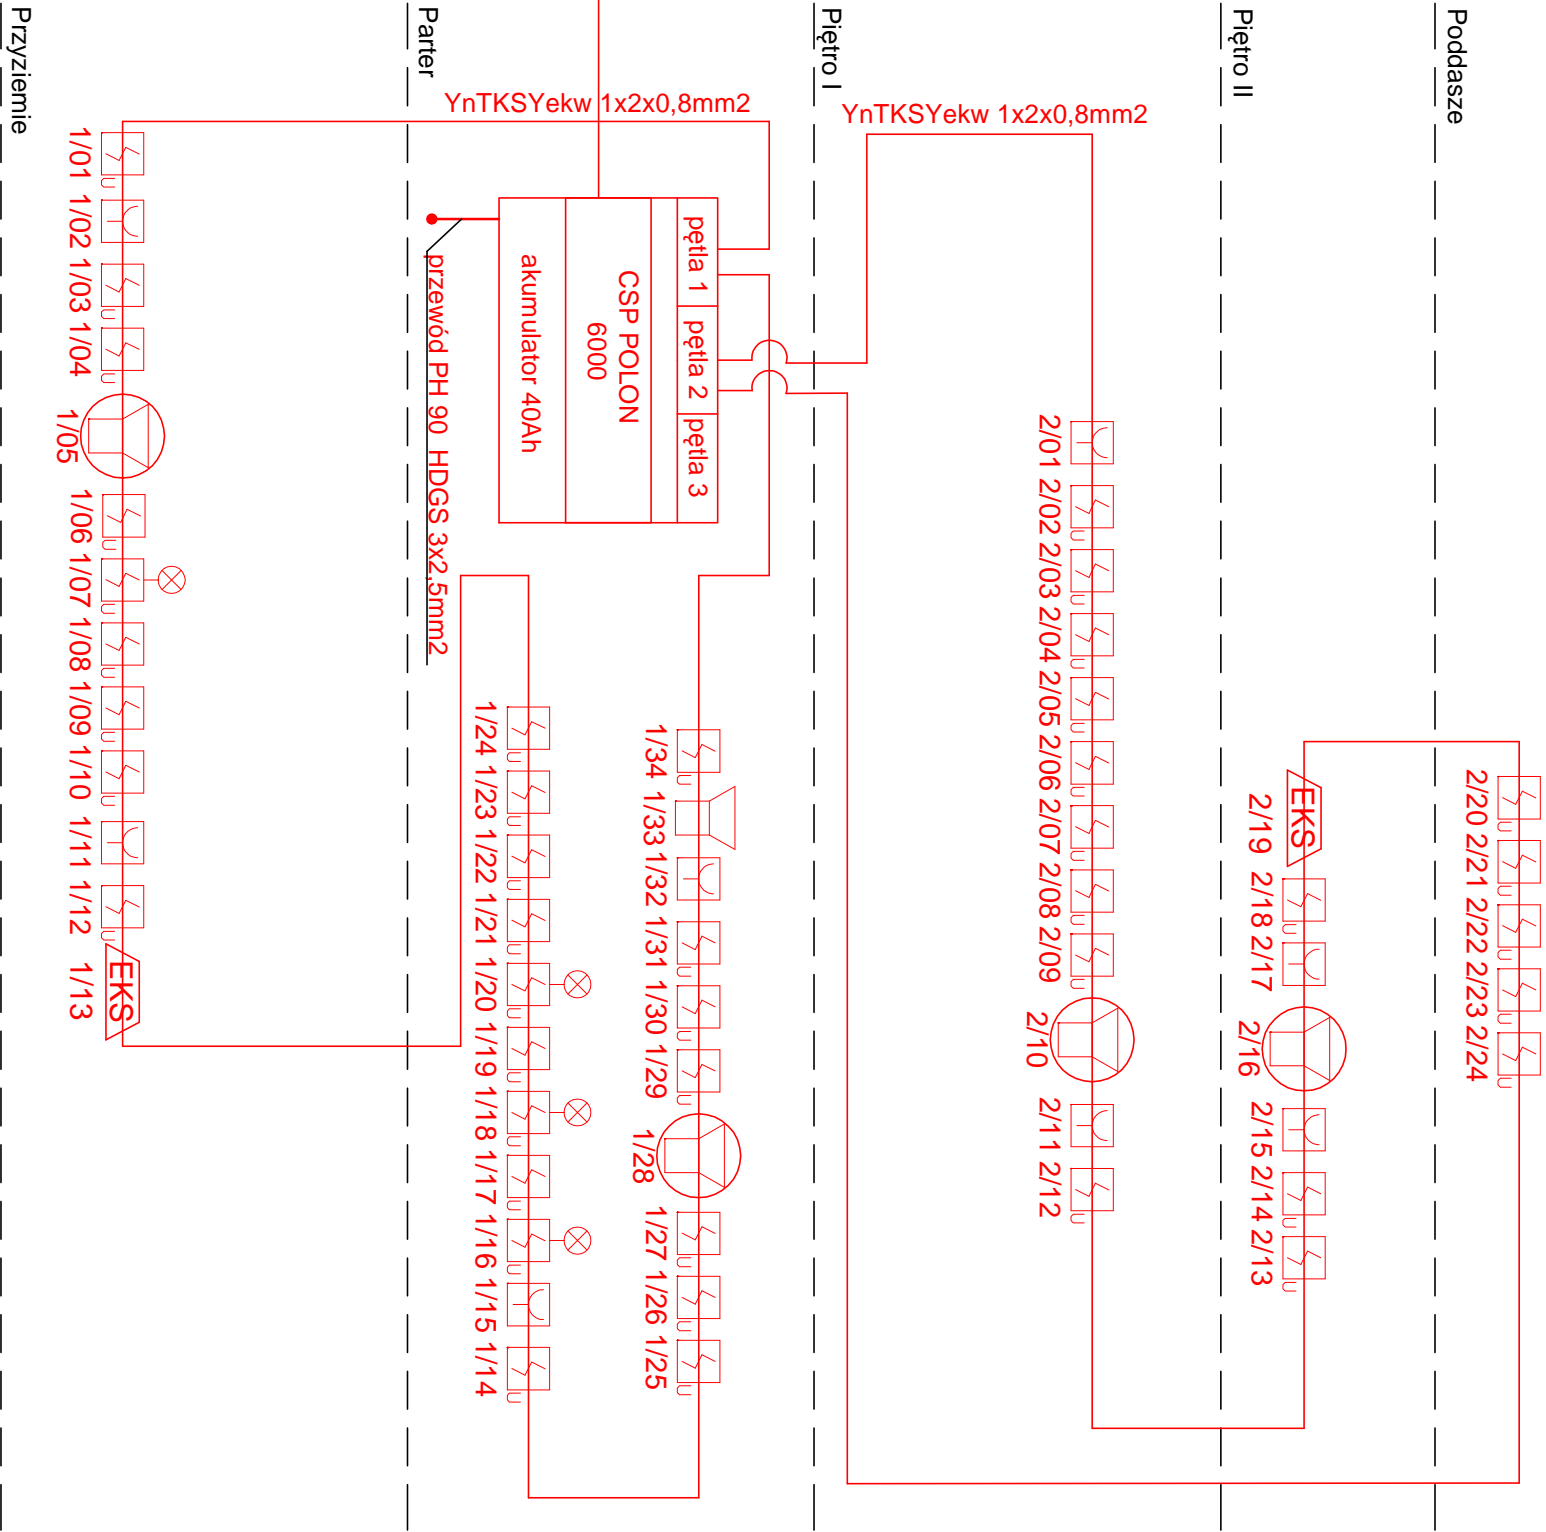 Poddasze
2/20 2/21 2/22 2/23 2/24
Piętro II
EKS
2/19 2/18 2/17 2/16 2/15 2/14 2/13
YnTKSYekw 1x2x0,8mm2
2/01 2/02 2/03 2/04 2/05 2/06 2/07 2/08 2/09 2/10 2/11 2/12
Piętro I
YnTKSYekw 1x2x0,8mm2
pętla 1 pętla 2 pętla 3
CSP POLON
6000
akumulator 40Ah
1/34 1/33 1/32 1/31 1/30 1/29 1/28 1/27 1/26 1/25
1/24 1/23 1/22 1/21 1/20 1/19 1/18 1/17 1/16 1/15 1/14
przewód PH 90 HDGS 3x2,5mm2
Parter
1/01 1/02 1/03 1/04 1/05 1/06 1/07 1/08 1/09 1/10 1/11 1/12 1/13
EKS
Przyziemie